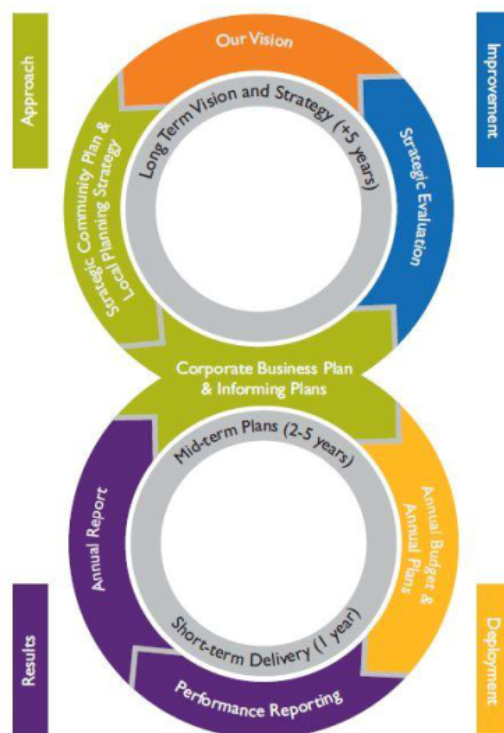 Approach
Improvement
Our Vision
Long Term Vision and Strategy (+5 years)
Strategic Community Plan &
Local Planning Strategy
Strategic Evaluation
Corporate Business Plan
& Informing Plans
Mid-term Plans (2-5 years)
Annual Report
Annual Budget &
Annual Plans
Short-term Delivery (1 year)
Performance Reporting
Results
Deployment